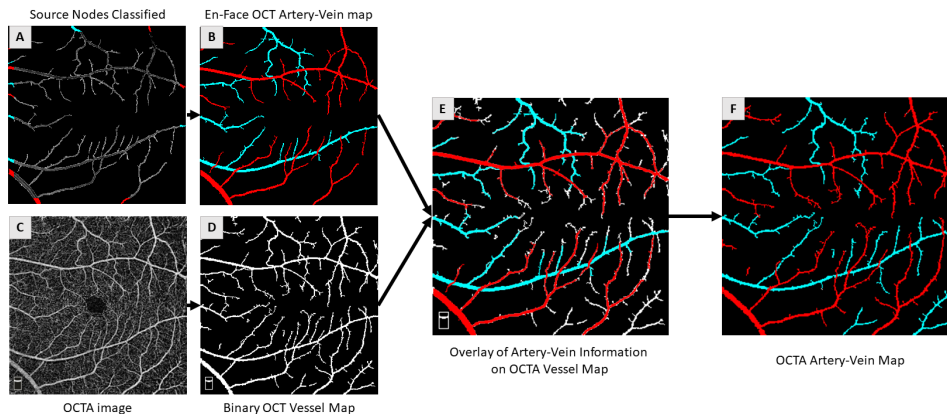 Source Nodes Classified
En-Face OCT Artery-Vein map
A
B
C
D
E
F
OCTA image
Binary OCT Vessel Map
Overlay of Artery-Vein Information
on OCTA Vessel Map
OCTA Artery-Vein Map